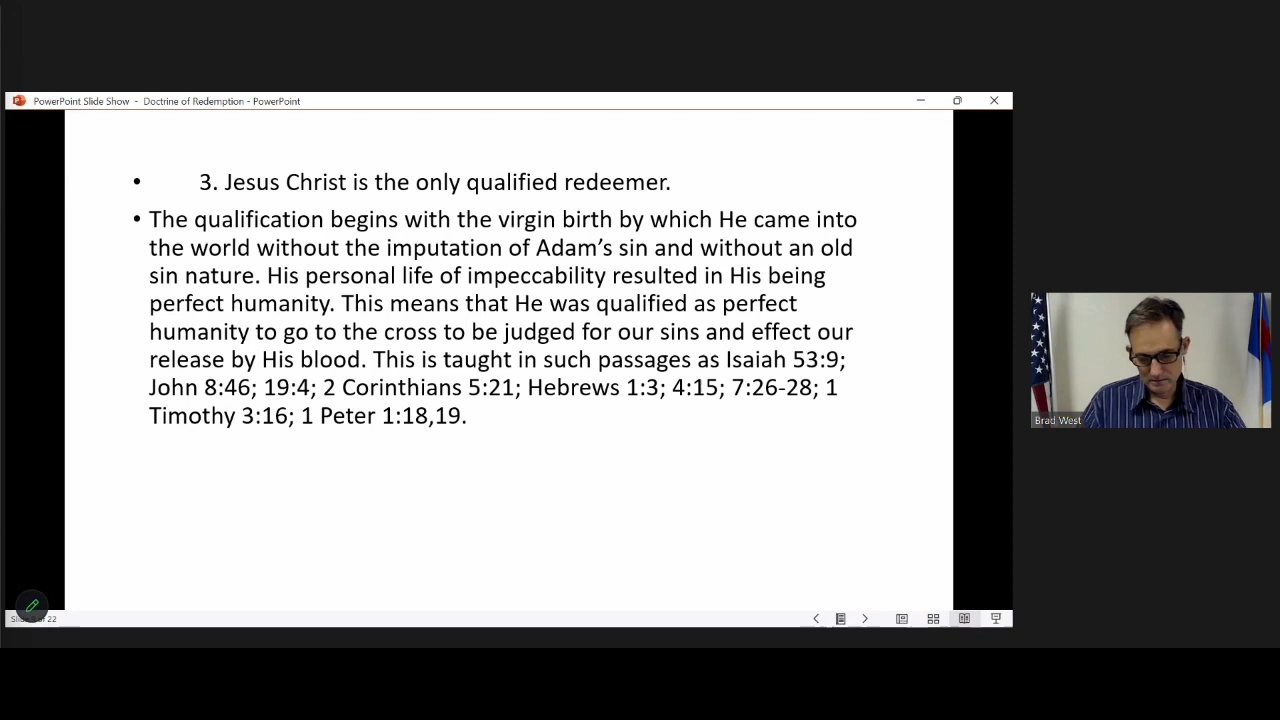 PowerPoint Slide Show - Doctrine of Redemption - PowerPoint
• 3. Jesus Christ is the only qualified redeemer.
• The qualification begins with the virgin birth by which He came into
the world without the imputation of Adam’s sin and without an old
sin nature. His personal life of impeccability resulted in His being
perfect humanity. This means that He was qualified as perfect
humanity to go to the cross to be judged for our sins and effect our
release by His blood. This is taught in such passages as Isaiah 53:9;
John 8:46; 19:4; 2 Corinthians 5:21; Hebrews 1:3; 4:15; 7:26-28; 1
Timothy 3:16; 1 Peter 1:18,19.
Brad West
of 22